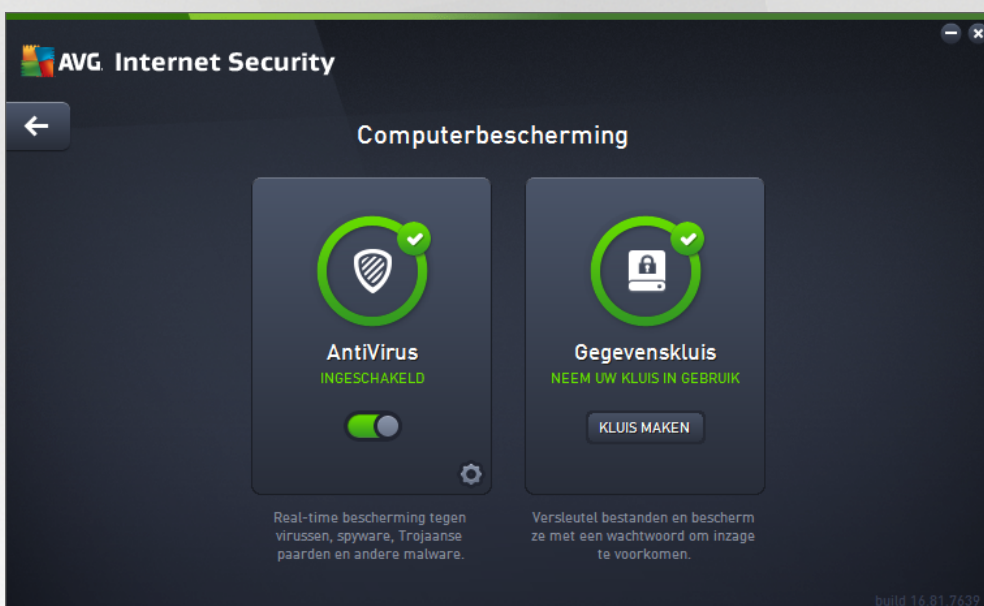 AVG Internet Security
Computerbescherming
AntiVirus
INGESCHAKELD
Real-time bescherming tegen
virussen, spyware, Trojaanse
paarden en andere malware.
Gegevenskluis
NEEM UW KLUIS IN GEBRUIK
KLUIS MAKEN
Versleutel bestanden en bescherm
ze met een wachtwoord om inzage
te voorkomen.
build 16.81.7639